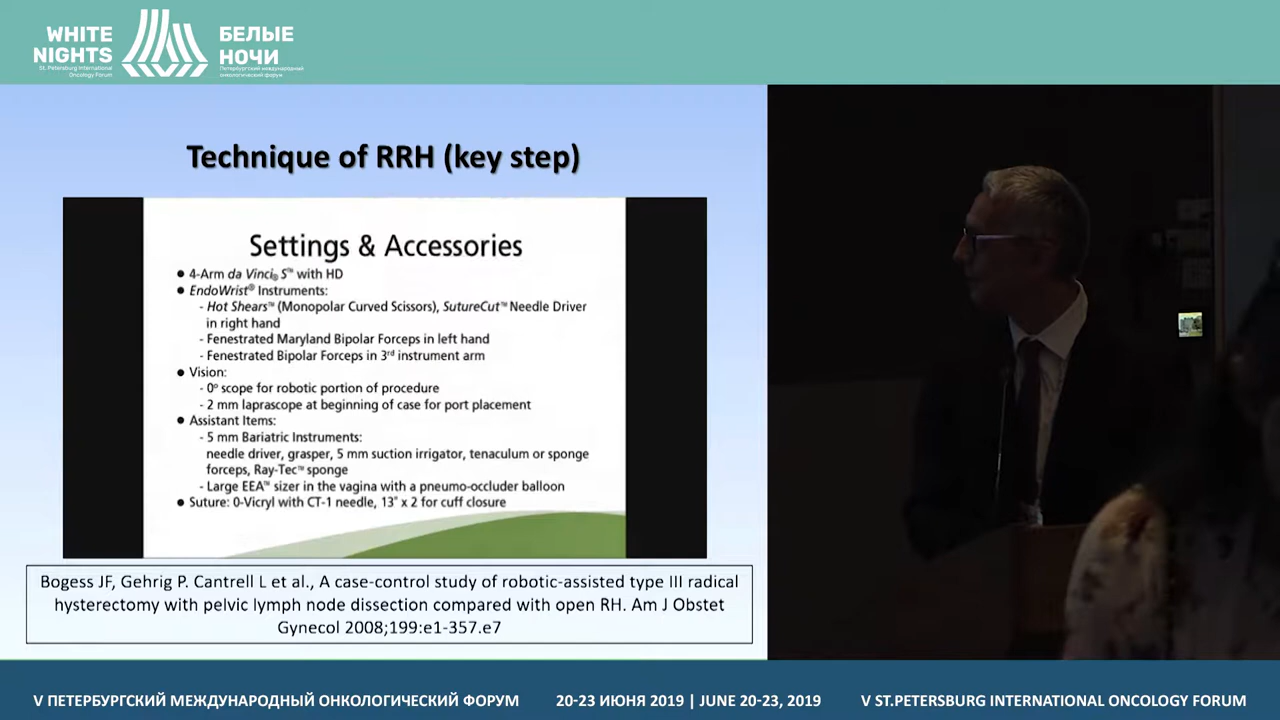 WHITE
NIGHTS
St. Petersburg International
Oncology Forum
БЕЛЫЕ
НОЧИ
Петербургский международный
онкологический форум
Technique of RRH (key step)
Settings & Accessories
● 4-Arm da Vinci® S™ with HD
● EndoWrist® Instruments:
- Hot Shears™ (Monopolar Curved Scissors), SutureCut™ Needle Driver
in right hand
- Fenestrated Maryland Bipolar Forceps in left hand
- Fenestrated Bipolar Forceps in 3rd instrument arm
● Vision:
- 0° scope for robotic portion of procedure
- 2 mm laprascope at beginning of case for port placement
● Assistant Items:
- 5 mm Bariatric Instruments:
needle driver, grasper, 5 mm suction irrigator, tenaculum or sponge
forceps, Ray-Tec™ sponge
- Large EEA™ sizer in the vagina with a pneumo-occluder balloon
● Suture: 0-Vicryl with CT-1 needle, 13" x 2 for cuff closure
Bogess JF, Gehrig P. Cantrell L et al., A case-control study of robotic-assisted type III radical
hysterectomy with pelvic lymph node dissection compared with open RH. Am J Obstet
Gynecol 2008;199:e1-357.e7
V ПЕТЕРБУРГСКИЙ МЕЖДУНАРОДНЫЙ ОНКОЛОГИЧЕСКИЙ ФОРУМ 20-23 ИЮНЯ 2019 | JUNE 20-23, 2019 V ST.PETERSBURG INTERNATIONAL ONCOLOGY FORUM